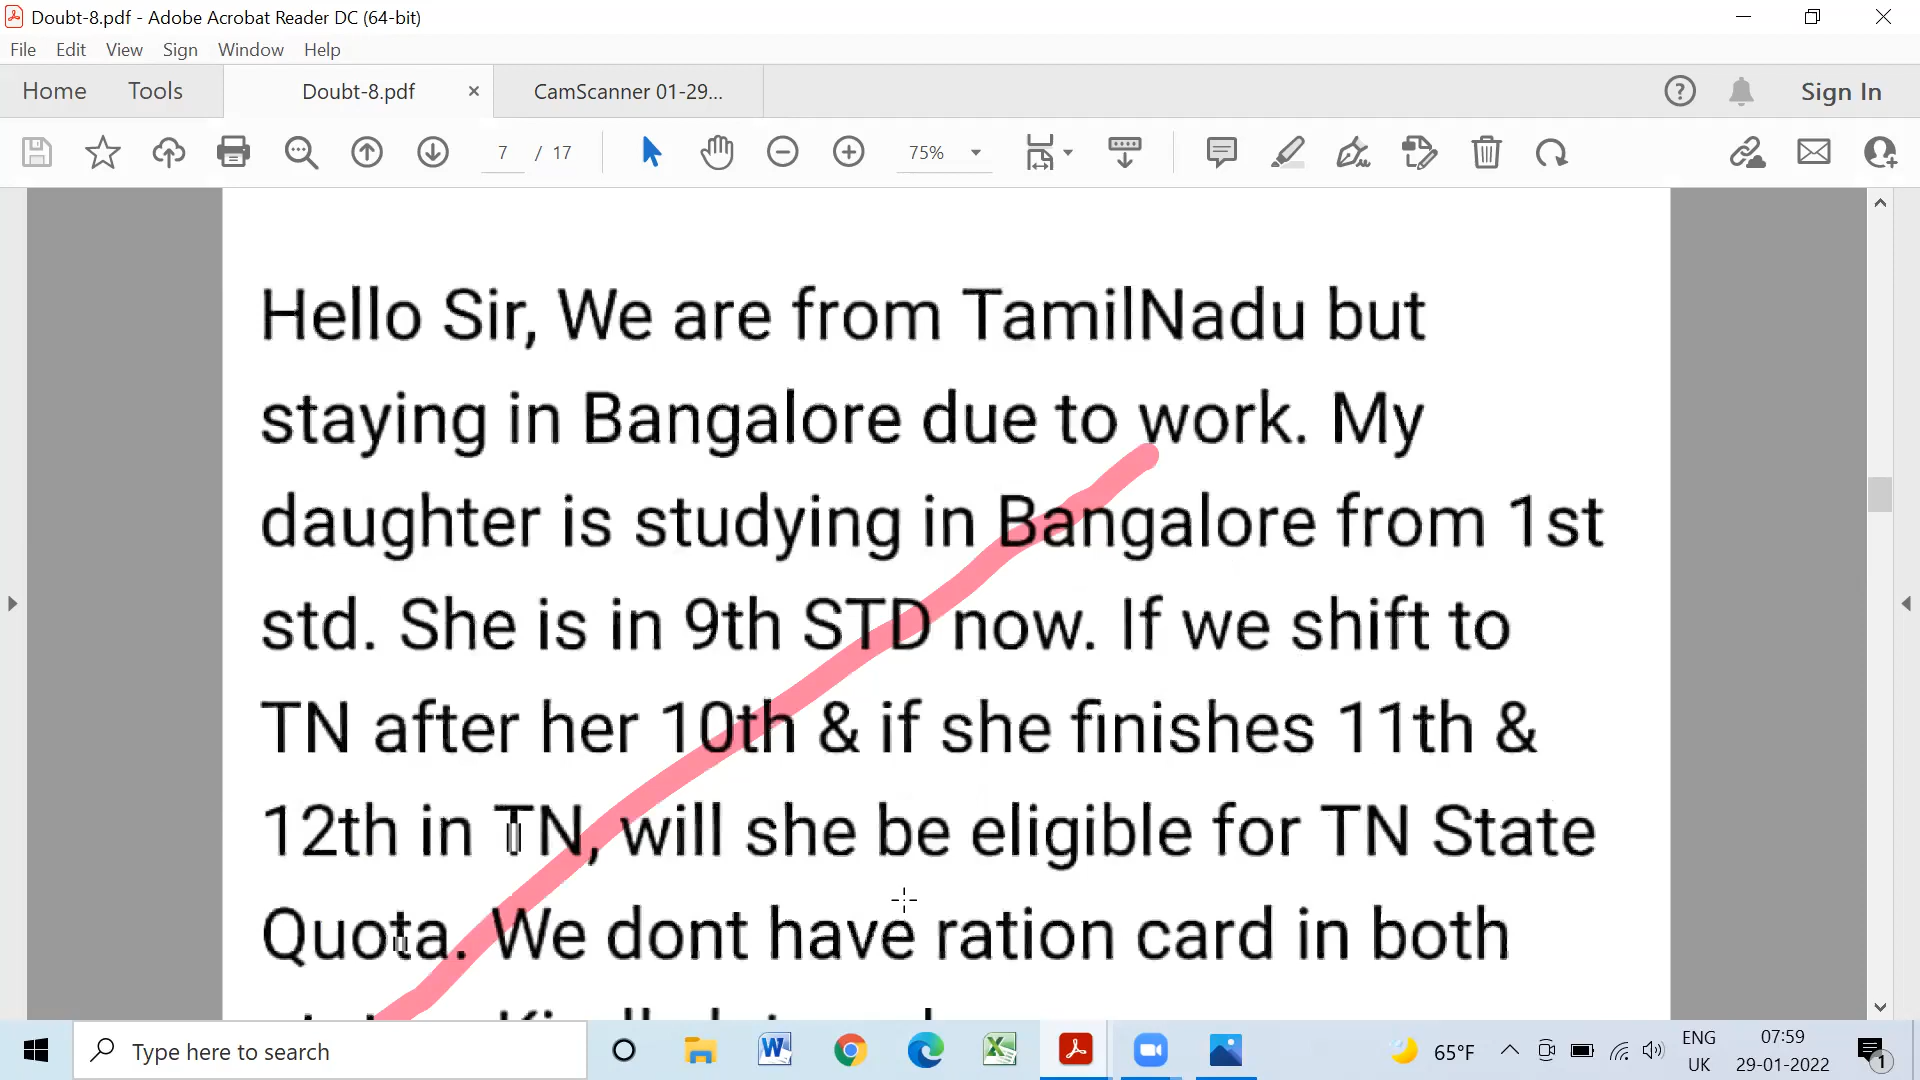 Doubt-8.pdf - Adobe Acrobat Reader DC (64-bit)
File Edit View Sign Window Help
Home Tools Doubt-8.pdf CamScanner 01-29... Sign In
7 / 17 75%
Hello Sir, We are from TamilNadu but
staying in Bangalore due to work. My
daughter is studying in Bangalore from 1st
std. She is in 9th STD now. If we shift to
TN after her 10th & if she finishes 11th &
12th in TN, will she be eligible for TN State
Quota. We dont have ration card in both
Type here to search
65°F
ENG
UK
07:59
29-01-2022
1